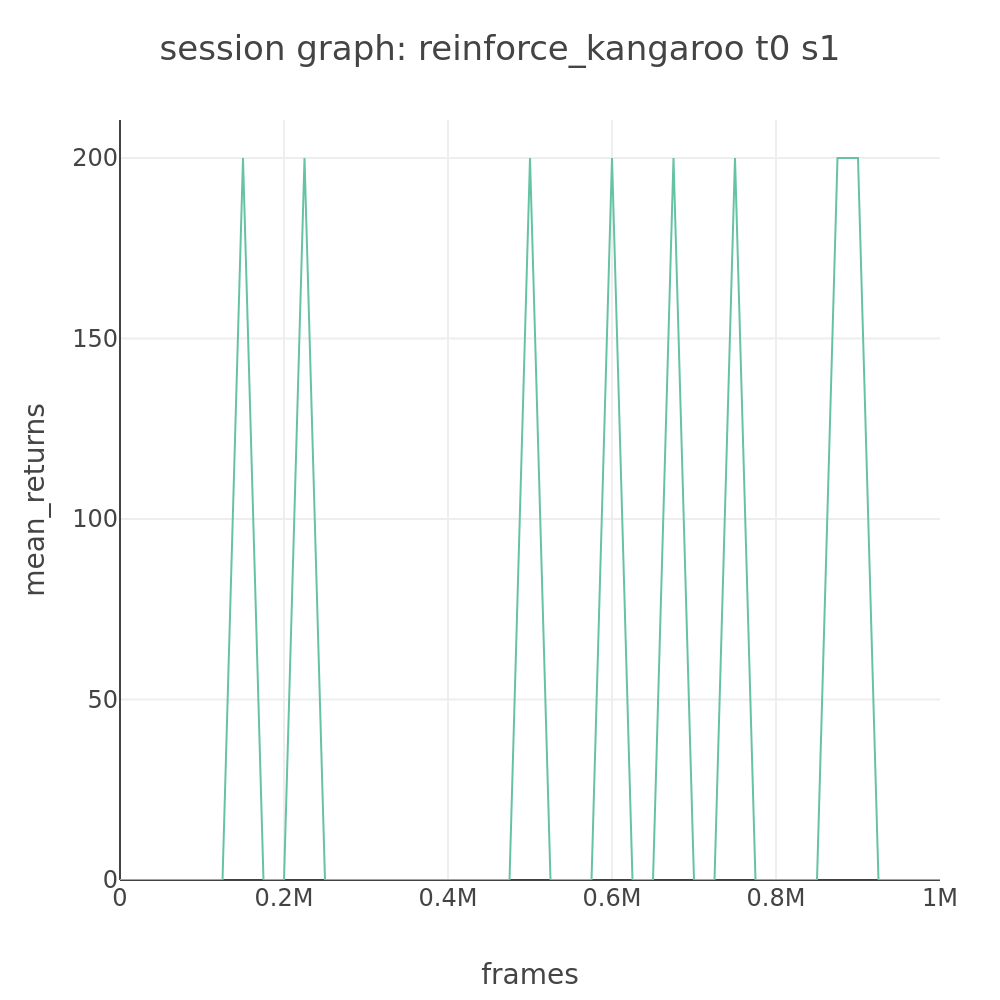 session graph: reinforce_kangaroo t0 s1
200
150
100
50
0
mean_returns
0
0.2M
0.4M
0.6M
0.8M
1M
frames